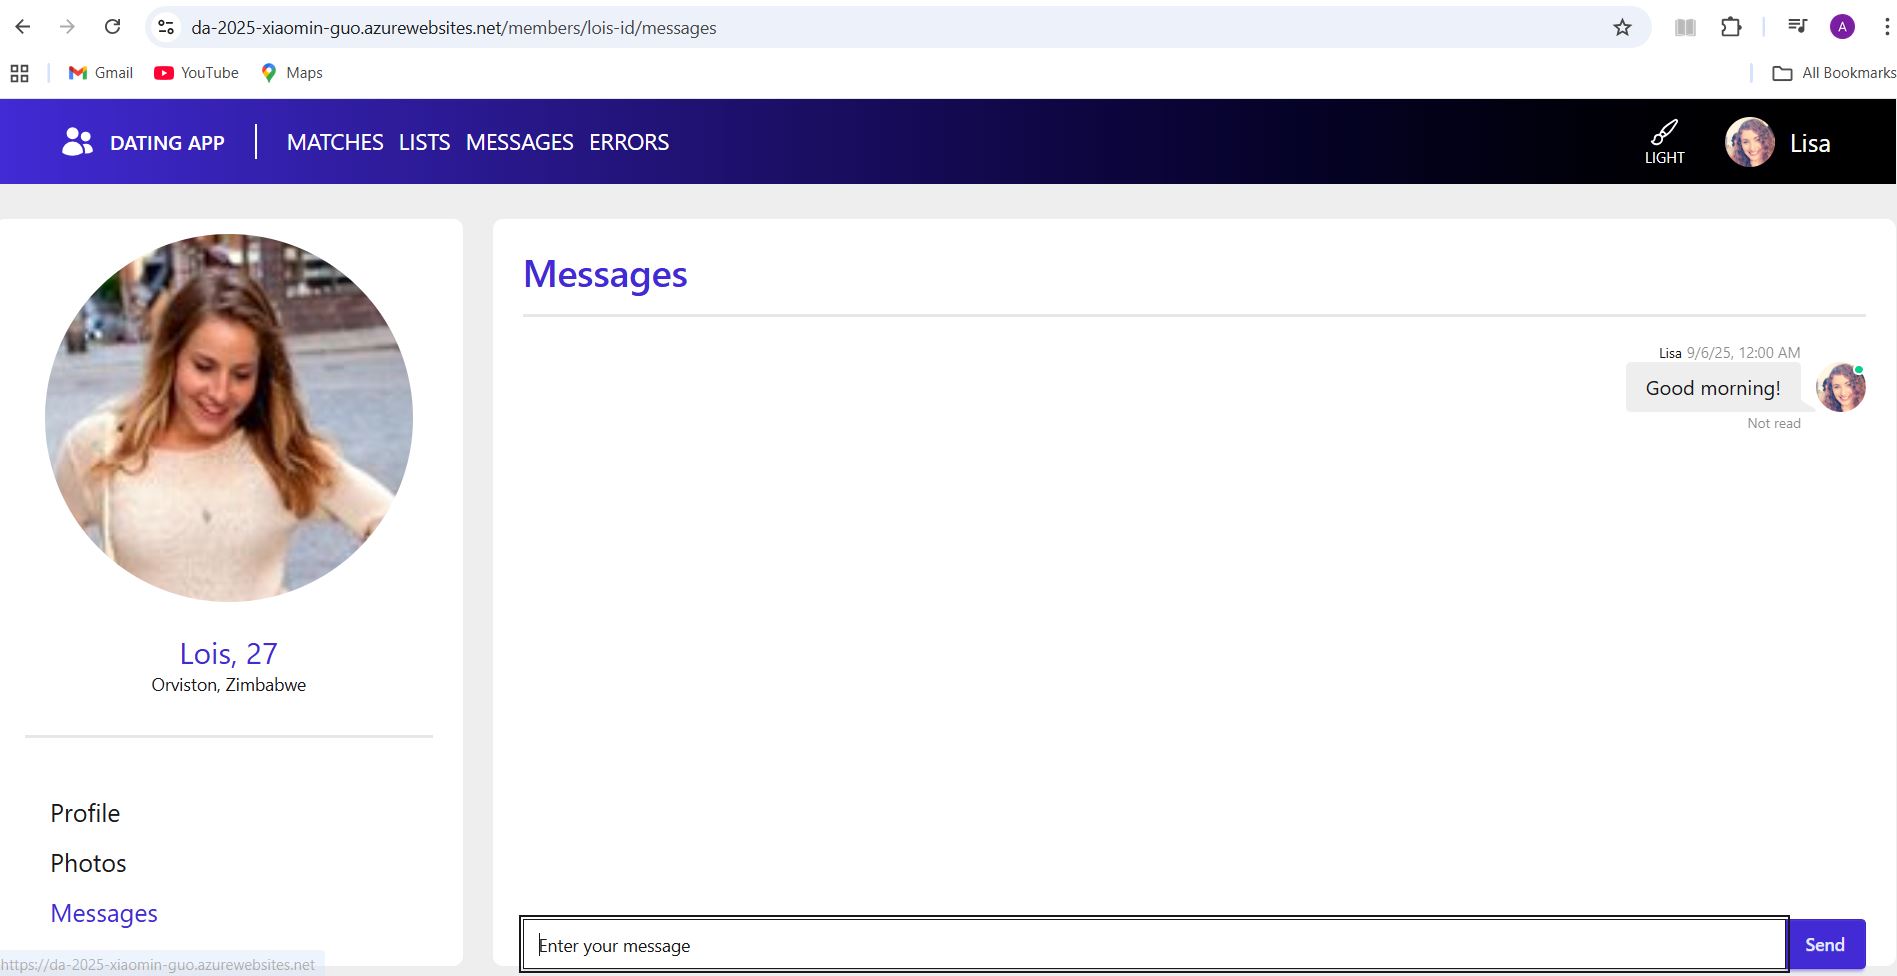 da-2025-xiaomin-guo.azurewebsites.net/members/lois-id/messages
A
Gmail
YouTube
Maps
All Bookmarks
DATING APP
MATCHES
LISTS
MESSAGES
ERRORS
LIGHT
Lisa
Lois, 27
Orviston, Zimbabwe
Profile
Photos
Messages
Messages
Lisa 9/6/25, 12:00 AM
Good morning!
Not read
Enter your message
Send
https://da-2025-xiaomin-guo.azurewebsites.net